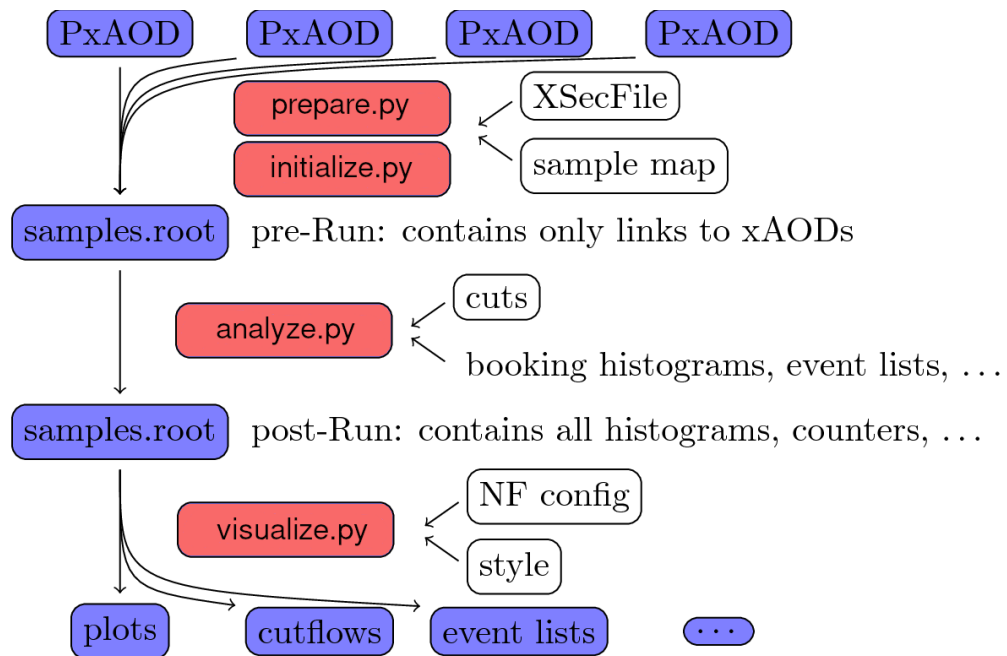 PxAOD PxAOD PxAOD PxAOD
prepare.py
XSecFile
initialize.py
sample map
samples.root pre-Run: contains only links to xAODs
analyze.py
cuts
booking histograms, event lists, ...
samples.root post-Run: contains all histograms, counters, ...
visualize.py
NF config
style
plots cutflows event lists ...